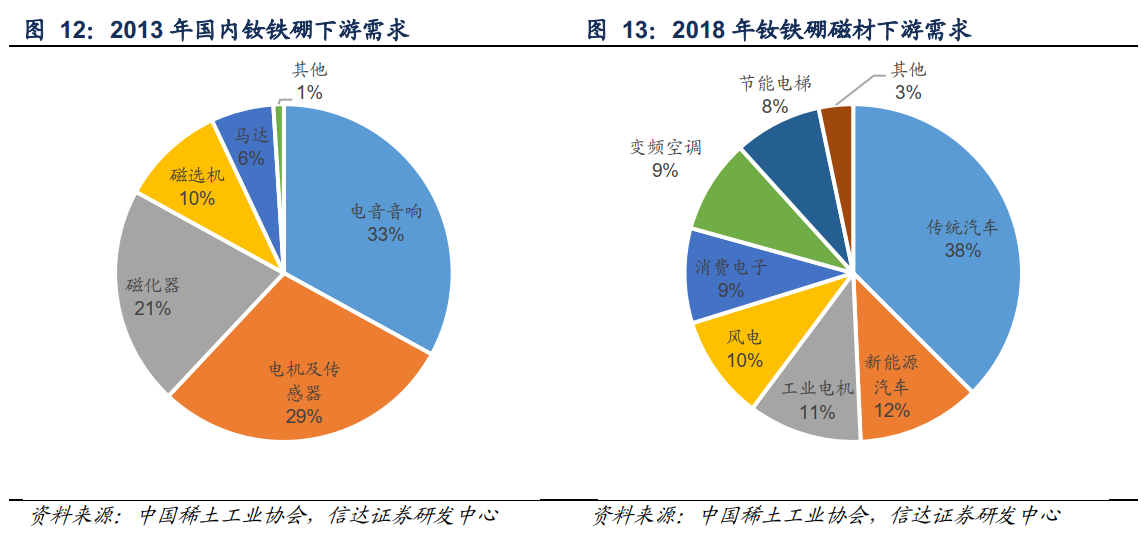 图 12：2013 年国内钕铁硼下游需求
其他
1%
马达
6%
磁选机
10%
电音音响
33%
磁化器
21%
电机及传
感器
29%
资料来源：中国稀土工业协会，信达证券研发中心
图 13：2018 年钕铁硼磁材下游需求
其他
3%
节能电梯
8%
变频空调
9%
传统汽车
38%
消费电子
9%
风电
10%
新能源
汽车
12%
工业电机
11%
资料来源：中国稀土工业协会，信达证券研发中心